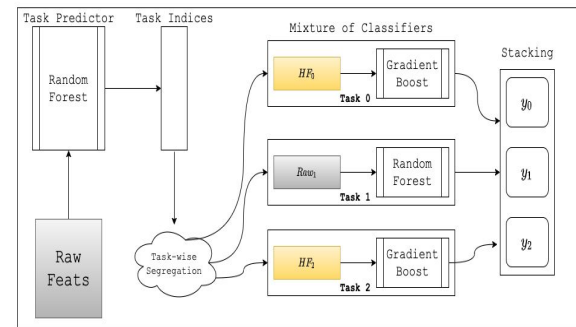 Task Predictor
Task Indices
Mixture of Classifiers
Stacking
Random
Forest
Raw
Feats
Task-wise
Segregation
HF₀
Gradient
Boost
Task 0
Raw₁
Random
Forest
Task 1
HF₂
Gradient
Boost
Task 2
y₀
y₁
y₂